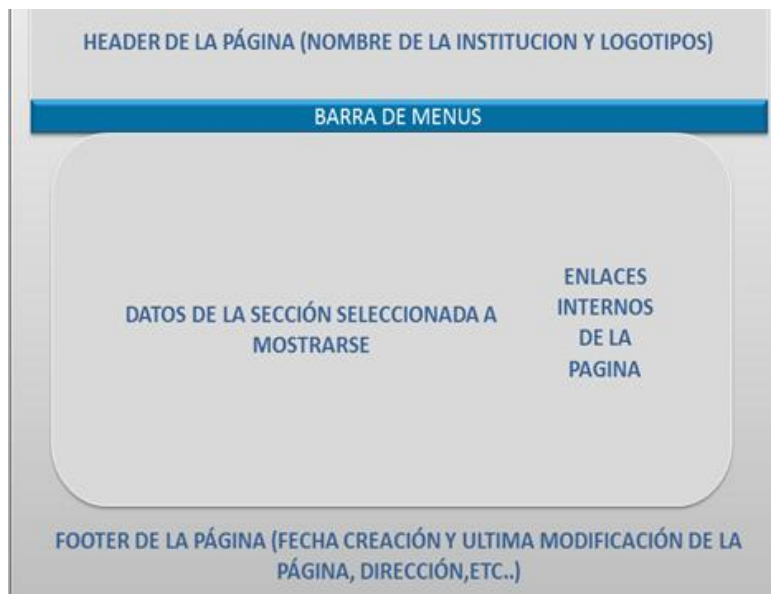 HEADER DE LA PÁGINA (NOMBRE DE LA INSTITUCION Y LOGOTIPOS)
BARRA DE MENUS
DATOS DE LA SECCIÓN SELECCIONADA A
MOSTRARSE
ENLACES
INTERNOS
DE LA
PAGINA
FOOTER DE LA PÁGINA (FECHA CREACIÓN Y ULTIMA MODIFICACIÓN DE LA
PÁGINA, DIRECCIÓN,ETC..)